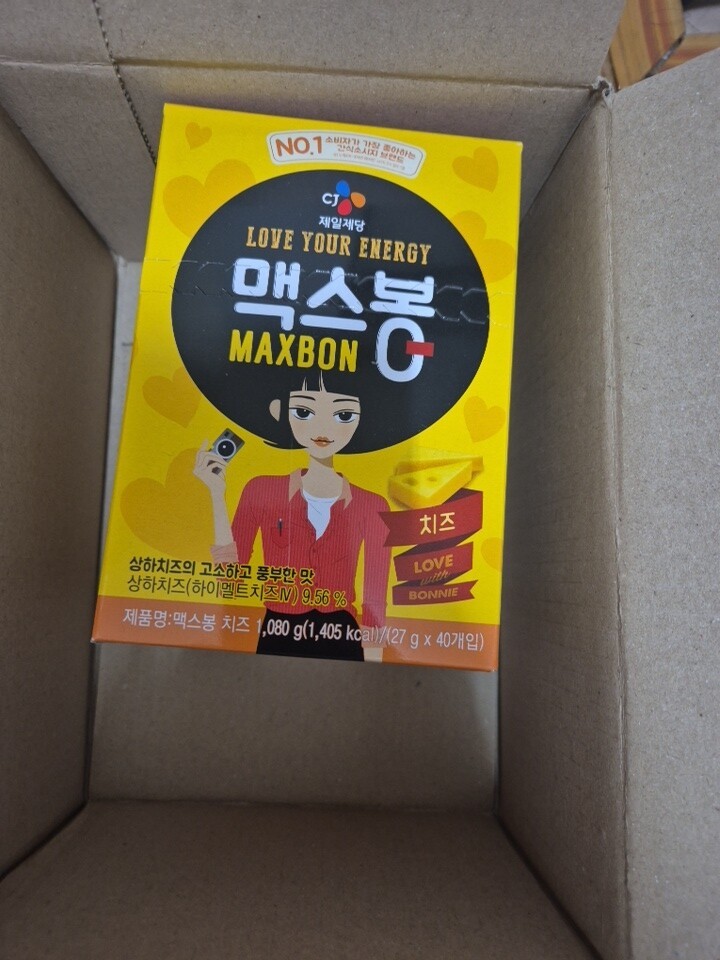 NO.1 소비자가 가장 좋아하는
간식소시지 브랜드
CJ
제일제당
LOVE YOUR ENERGY
맥스봉
MAXBON
치즈
LOVE
with
BONNIE
상하치즈의 고소하고 풍부한 맛
상하치즈(하이멜트치즈Ⅳ) 9.56 %
제품명:맥스봉 치즈 1,080 g(1,405 kcal)/(27 g x 40개입)